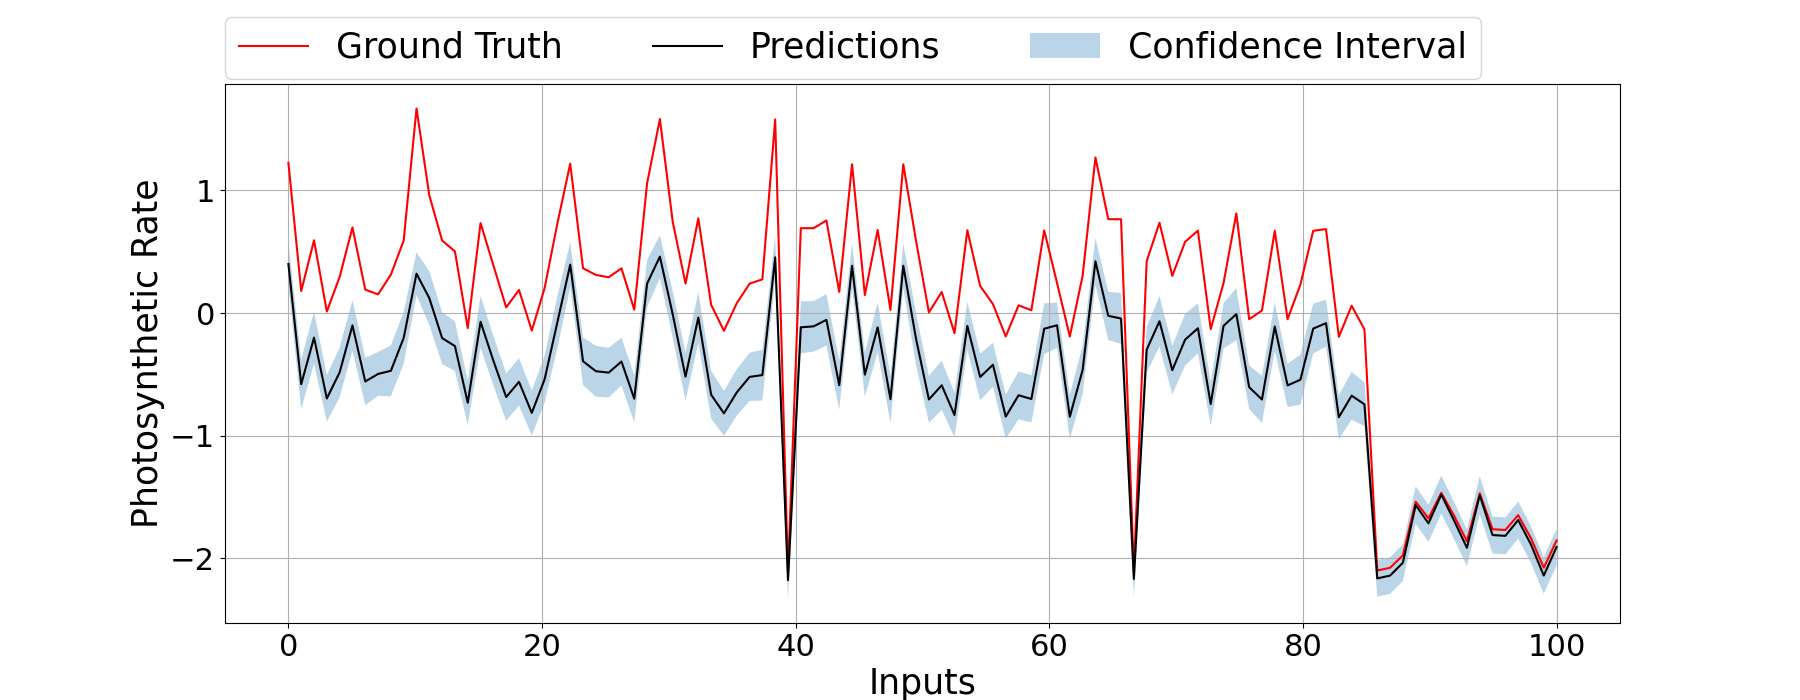 Ground Truth Predictions Confidence Interval
Photosynthetic Rate
1
0
−1
−2
0 20 40 60 80 100
Inputs